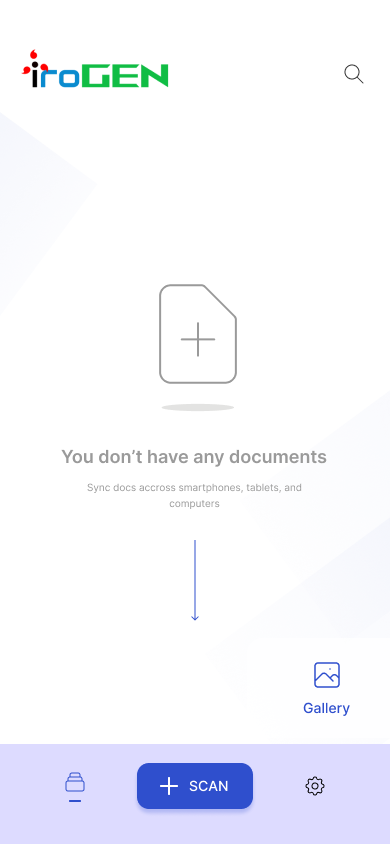 iroGEN
You don't have any documents
Sync docs accross smartphones, tablets, and
computers
Gallery
SCAN